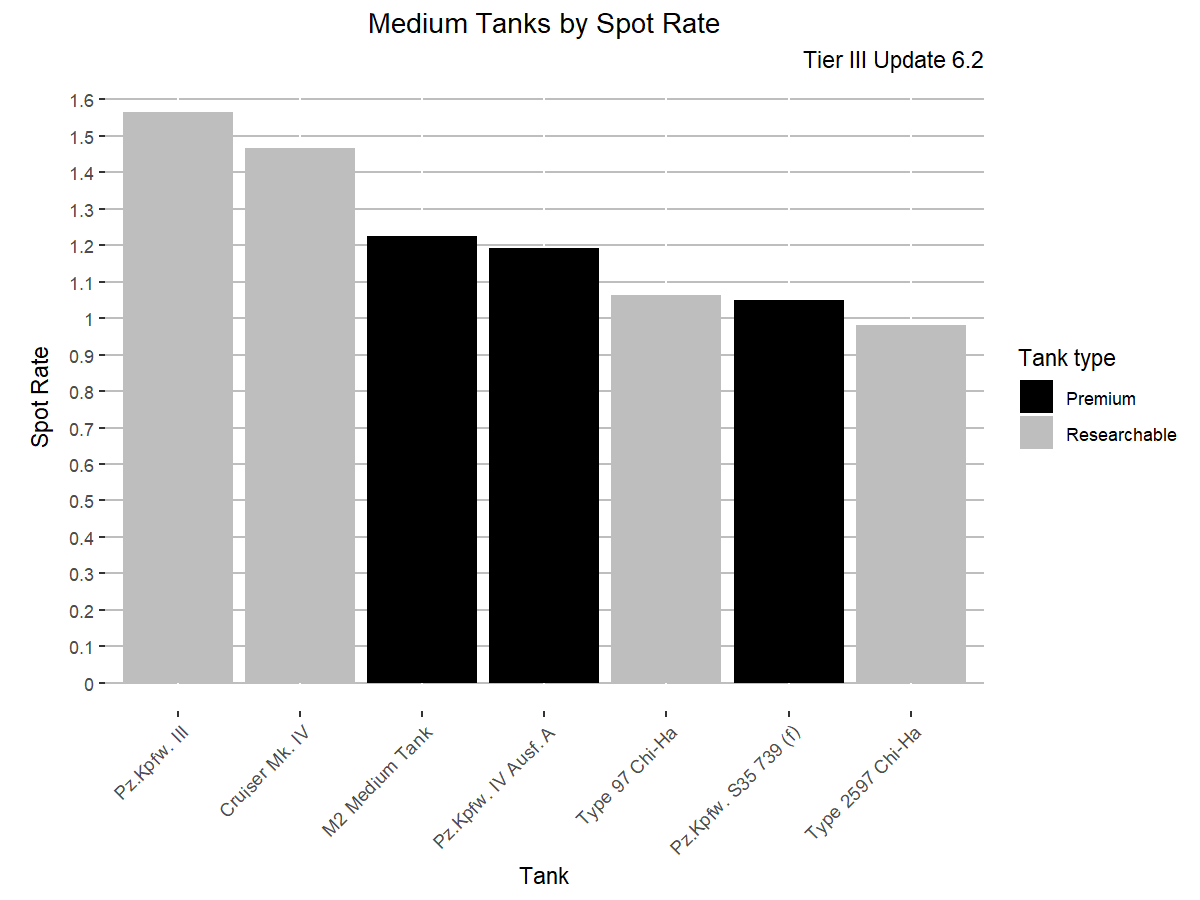 Medium Tanks by Spot Rate
Tier III Update 6.2
1.6
1.5
1.4
1.3
1.2
1.1
1
0.9
0.8
0.7
0.6
0.5
0.4
0.3
0.2
0.1
0
Spot Rate
Pz.Kpfw. III
Cruiser Mk. IV
M2 Medium Tank
Pz.Kpfw. IV Ausf. A
Type 97 Chi-Ha
Pz.Kpfw. S35 739 (f)
Type 2597 Chi-Ha
Tank
Tank type
Premium
Researchable